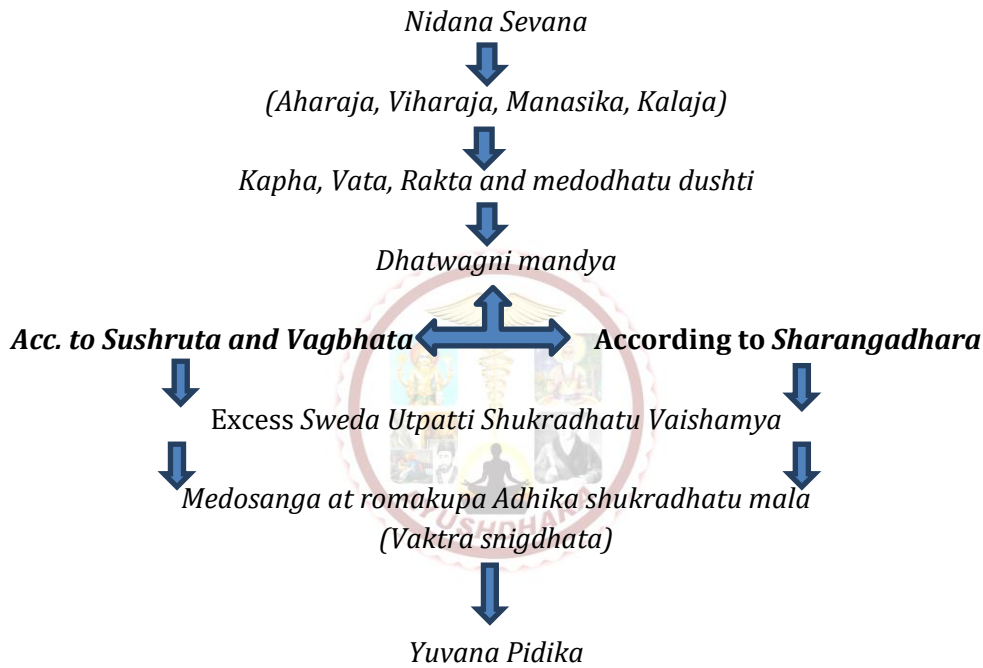 Nidana Sevana
(Aharaja, Viharaja, Manasika, Kalaja)
Kapha, Vata, Rakta and medodhatu dushti
Dhatwagni mandya
Acc. to Sushruta and Vagbhata According to Sharangadhara
Excess Sweda Utpatti Shukradhatu Vaishamya
Medosanga at romakupa Adhika shukradhatu mala
(Vaktra snigdhata)
AYUSHDHARA
Yuvana Pidika